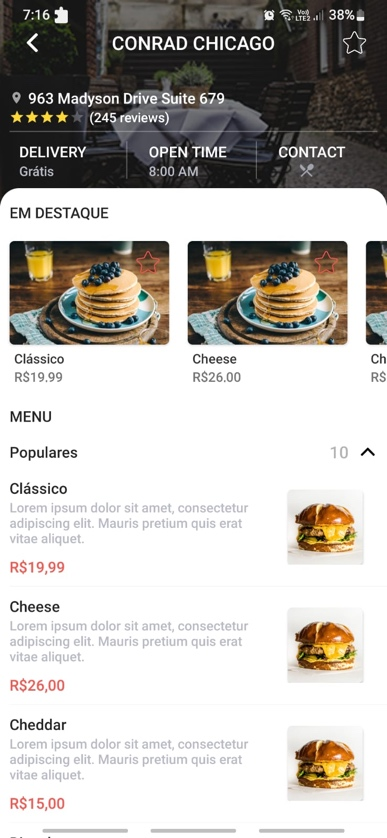 7:16
Vo))
LTE2
38%
CONRAD CHICAGO
963 Madyson Drive Suite 679
(245 reviews)
DELIVERY
OPEN TIME
CONTACT
Grátis
8:00 AM
EM DESTAQUE
Clássico
Cheese
Ch
R$19.99
R$26.00
R$
MENU
Populares
10
Clássico
Lorem ipsum dolor sit amet, consectetur
adipiscing elit. Mauris pretium quis erat
vitae aliquet.
R$19,99
Cheese
Lorem ipsum dolor sit amet, consectetur
adipiscing elit. Mauris pretium quis erat
vitae aliquet.
R$26,00
Cheddar
Lorem ipsum dolor sit amet, consectetur
adipiscing elit. Mauris pretium quis erat
vitae aliquet.
R$15,00